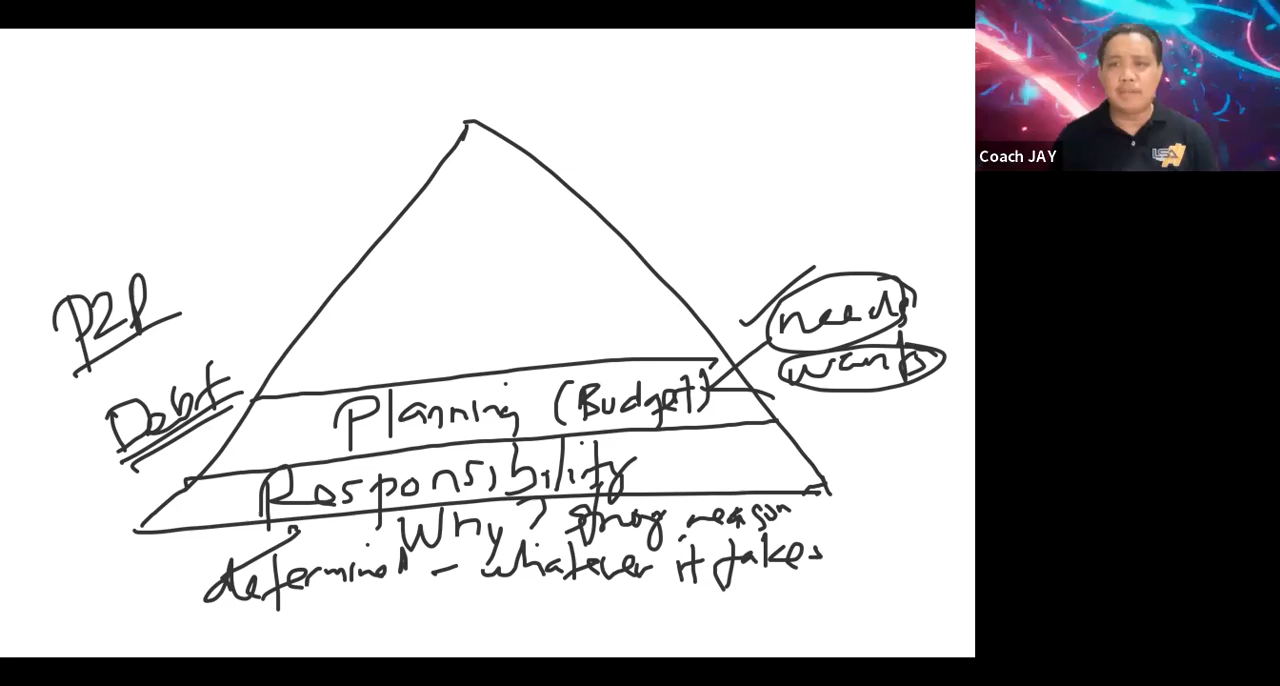 Coach JAY
P2P
needs
wants
Debt
Planning (Budget)
Responsibility
Why? strong reason
determined - whatever it takes